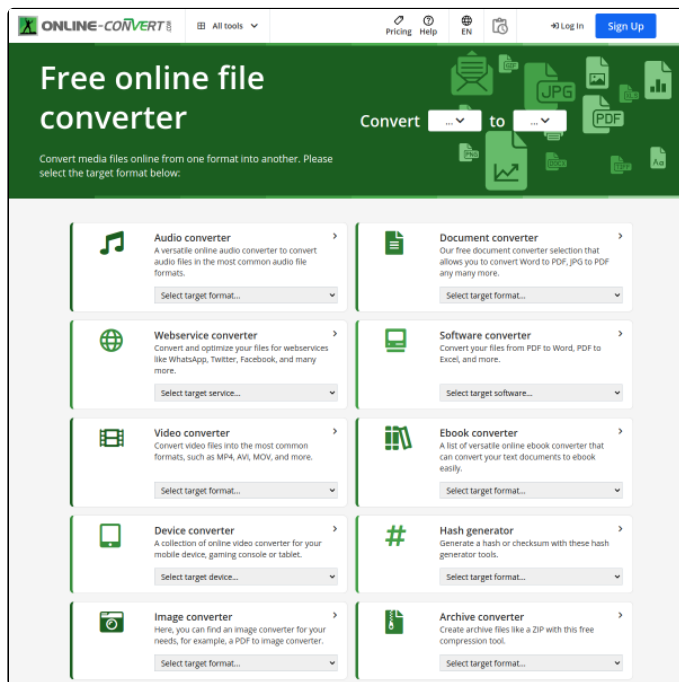 ONLINE-CONVERT.COM
All tools
Pricing
Help
EN
Log In
Sign Up
Free online file
converter
Convert media files online from one format into another. Please
select the target format below:
Convert ... to ...
JPG
PDF
PNG
Aa
Audio converter
A versatile online audio converter to convert
audio files in the most common audio file
formats.
Select target format...
Document converter
Our free document converter selection that
allows you to convert Word to PDF, JPG to PDF
any many more.
Select target format...
Webservice converter
Convert and optimize your files for webservices
like WhatsApp, Twitter, Facebook, and many
more.
Select target service...
Software converter
Convert your files from PDF to Word, PDF to
Excel, and more.
Select target software...
Video converter
Convert video files into the most common
formats, such as MP4, AVI, MOV, and more.
Select target format...
Ebook converter
A list of versatile online ebook converter that
can convert your text documents to ebook
easily.
Select target format...
Device converter
A collection of online video converter for your
mobile device, gaming console or tablet.
Select target device...
Hash generator
Generate a hash or checksum with these hash
generator tools.
Select target format...
Image converter
Here, you can find an image converter for your
needs, for example, a PDF to image converter.
Select target format...
Archive converter
Create archive files like a ZIP with this free
compression tool.
Select target format...